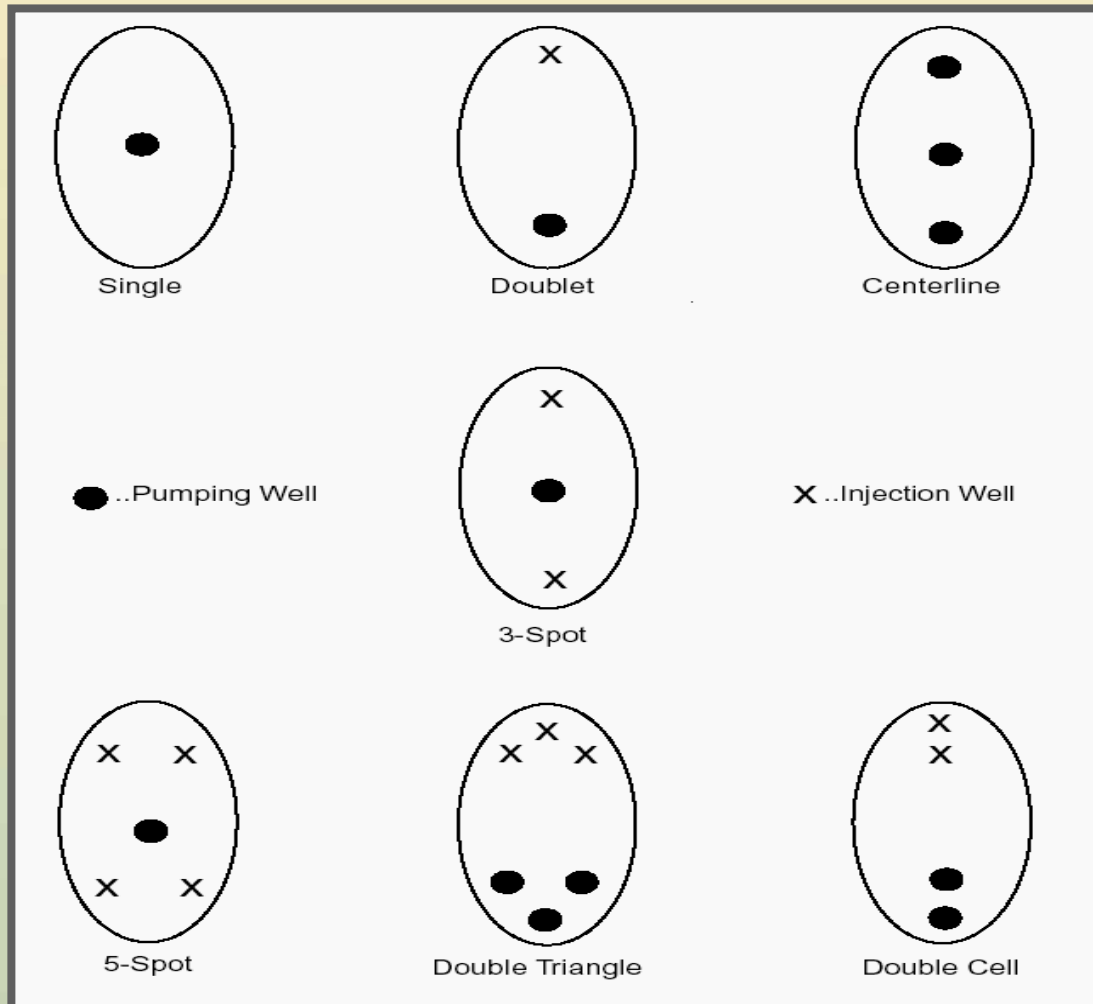 Single
Doublet
Centerline
..Pumping Well
..Injection Well
3-Spot
5-Spot
Double Triangle
Double Cell